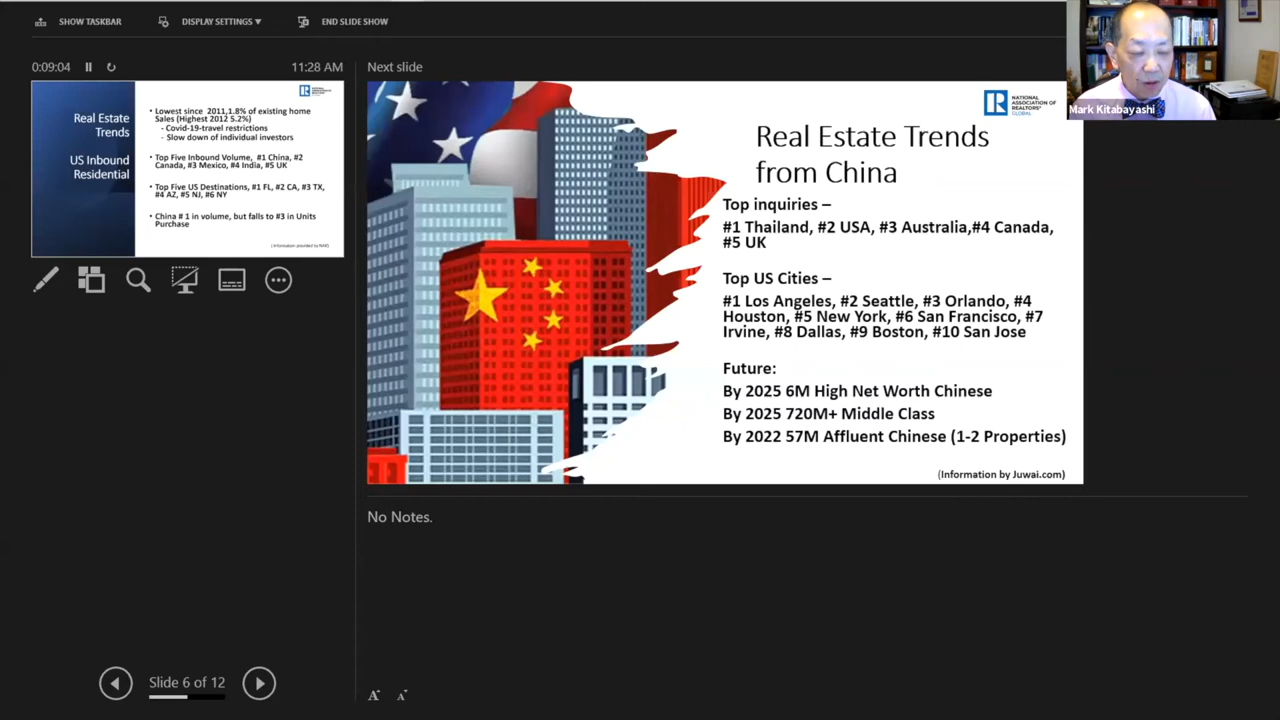 SHOW TASKBAR
DISPLAY SETTINGS ▼
END SLIDE SHOW
0:09:04
11:28 AM
Next slide
Real Estate
Trends
US Inbound
Residential
NATIONAL ASSOCIATION OF REALTORS
• Lowest since 2011,1.8% of existing home
Sales (Highest 2012 5.2%)
- Covid-19-travel restrictions
- Slow down of individual investors
• Top Five Inbound Volume, #1 China, #2
Canada, #3 Mexico, #4 India, #5 UK
• Top Five US Destinations, #1 FL, #2 CA, #3 TX,
#4 AZ, #5 NJ, #6 NY
• China # 1 in volume, but falls to #3 in Units
Purchase
(Information provided by NAR)
NATIONAL
ASSOCIATION OF
REALTORS®
GLOBAL
Real Estate Trends
from China
Top inquiries –
#1 Thailand, #2 USA, #3 Australia,#4 Canada,
#5 UK
Top US Cities –
#1 Los Angeles, #2 Seattle, #3 Orlando, #4
Houston, #5 New York, #6 San Francisco, #7
Irvine, #8 Dallas, #9 Boston, #10 San Jose
Future:
By 2025 6M High Net Worth Chinese
By 2025 720M+ Middle Class
By 2022 57M Affluent Chinese (1-2 Properties)
(Information by Juwai.com)
Mark Kitabayashi
No Notes.
Slide 6 of 12
A A